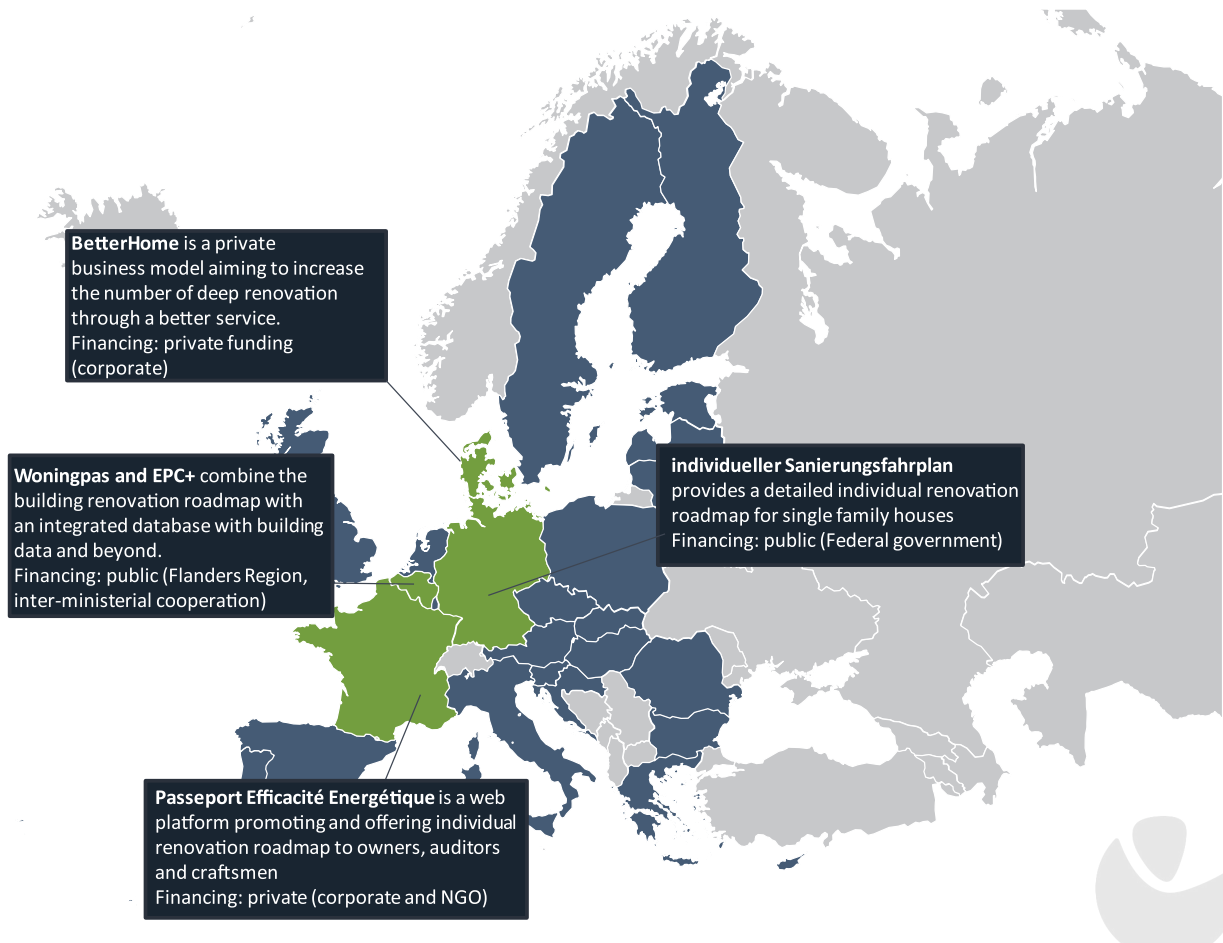 BetterHome is a private
business model aiming to increase
the number of deep renovation
through a better service.
Financing: private funding
(corporate)
Woningpas and EPC+ combine the
building renovation roadmap with
an integrated database with building
data and beyond.
Financing: public (Flanders Region,
inter-ministerial cooperation)
individueller Sanierungsfahrplan
provides a detailed individual renovation
roadmap for single family houses
Financing: public (Federal government)
Passeport Efficacité Energétique is a web
platform promoting and offering individual
renovation roadmap to owners, auditors
and craftsmen
Financing: private (corporate and NGO)